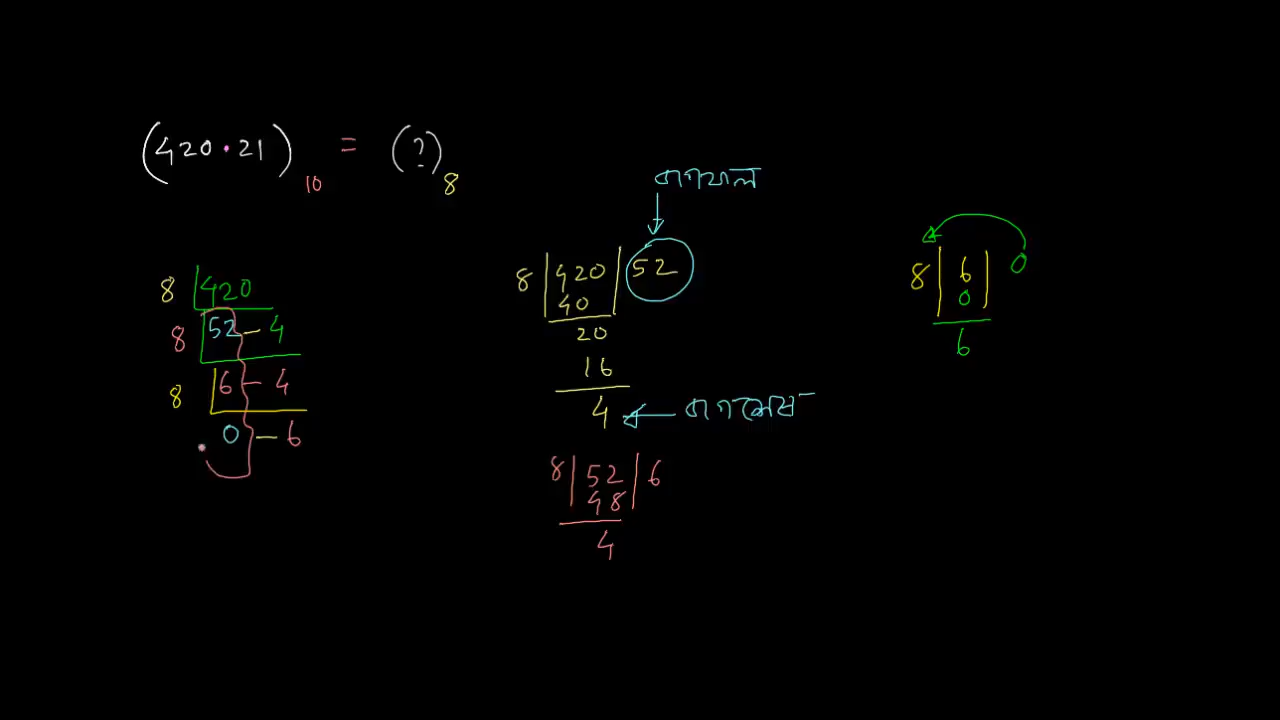 (420.21)10 = (?)8
ভাগফল
8 | 420
8 | 52 - 4
8 | 6 - 4
0 - 6
8 | 420 | 52
40
20
16
4 ← ভাগশেষ
8 | 52 | 6
48
4
8 | 6 | 0
0
6